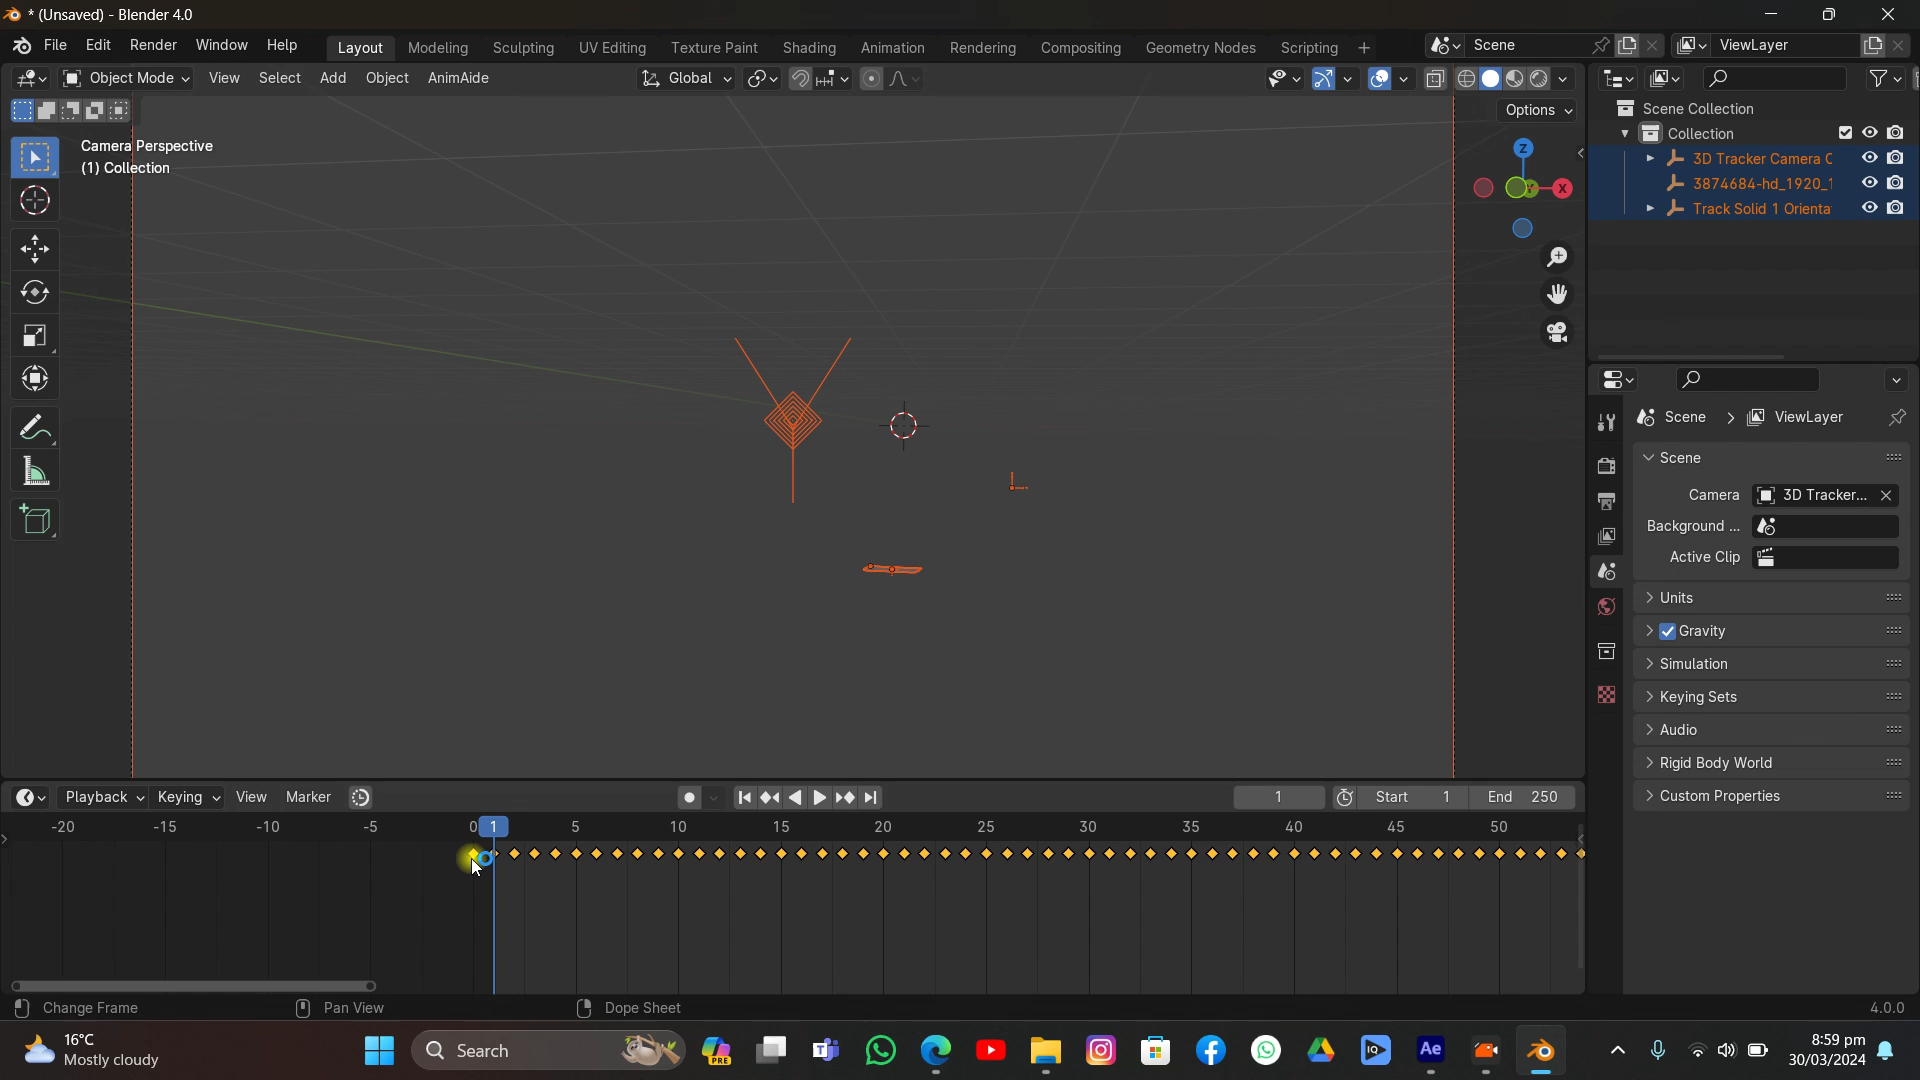 * (Unsaved) - Blender 4.0
File Edit Render Window Help
Layout Modeling Sculpting UV Editing Texture Paint Shading Animation Rendering Compositing Geometry Nodes Scripting +
Scene ViewLayer
Object Mode View Select Add Object AnimAide Global
Options
Camera Perspective
(1) Collection
Z
X
Scene Collection
Collection
3D Tracker Camera C
3874684-hd_1920_1
Track Solid 1 Orienta
Scene > ViewLayer
Scene
Camera 3D Tracker...
Background ...
Active Clip
Units
Gravity
Simulation
Keying Sets
Audio
Rigid Body World
Custom Properties
Playback Keying View Marker 1 Start 1 End 250
-20 -15 -10 -5 0 1 5 10 15 20 25 30 35 40 45 50
Change Frame Pan View Dope Sheet 4.0.0
16°C
Mostly cloudy
Search
PRE
IQ
Ae
8:59 pm
30/03/2024